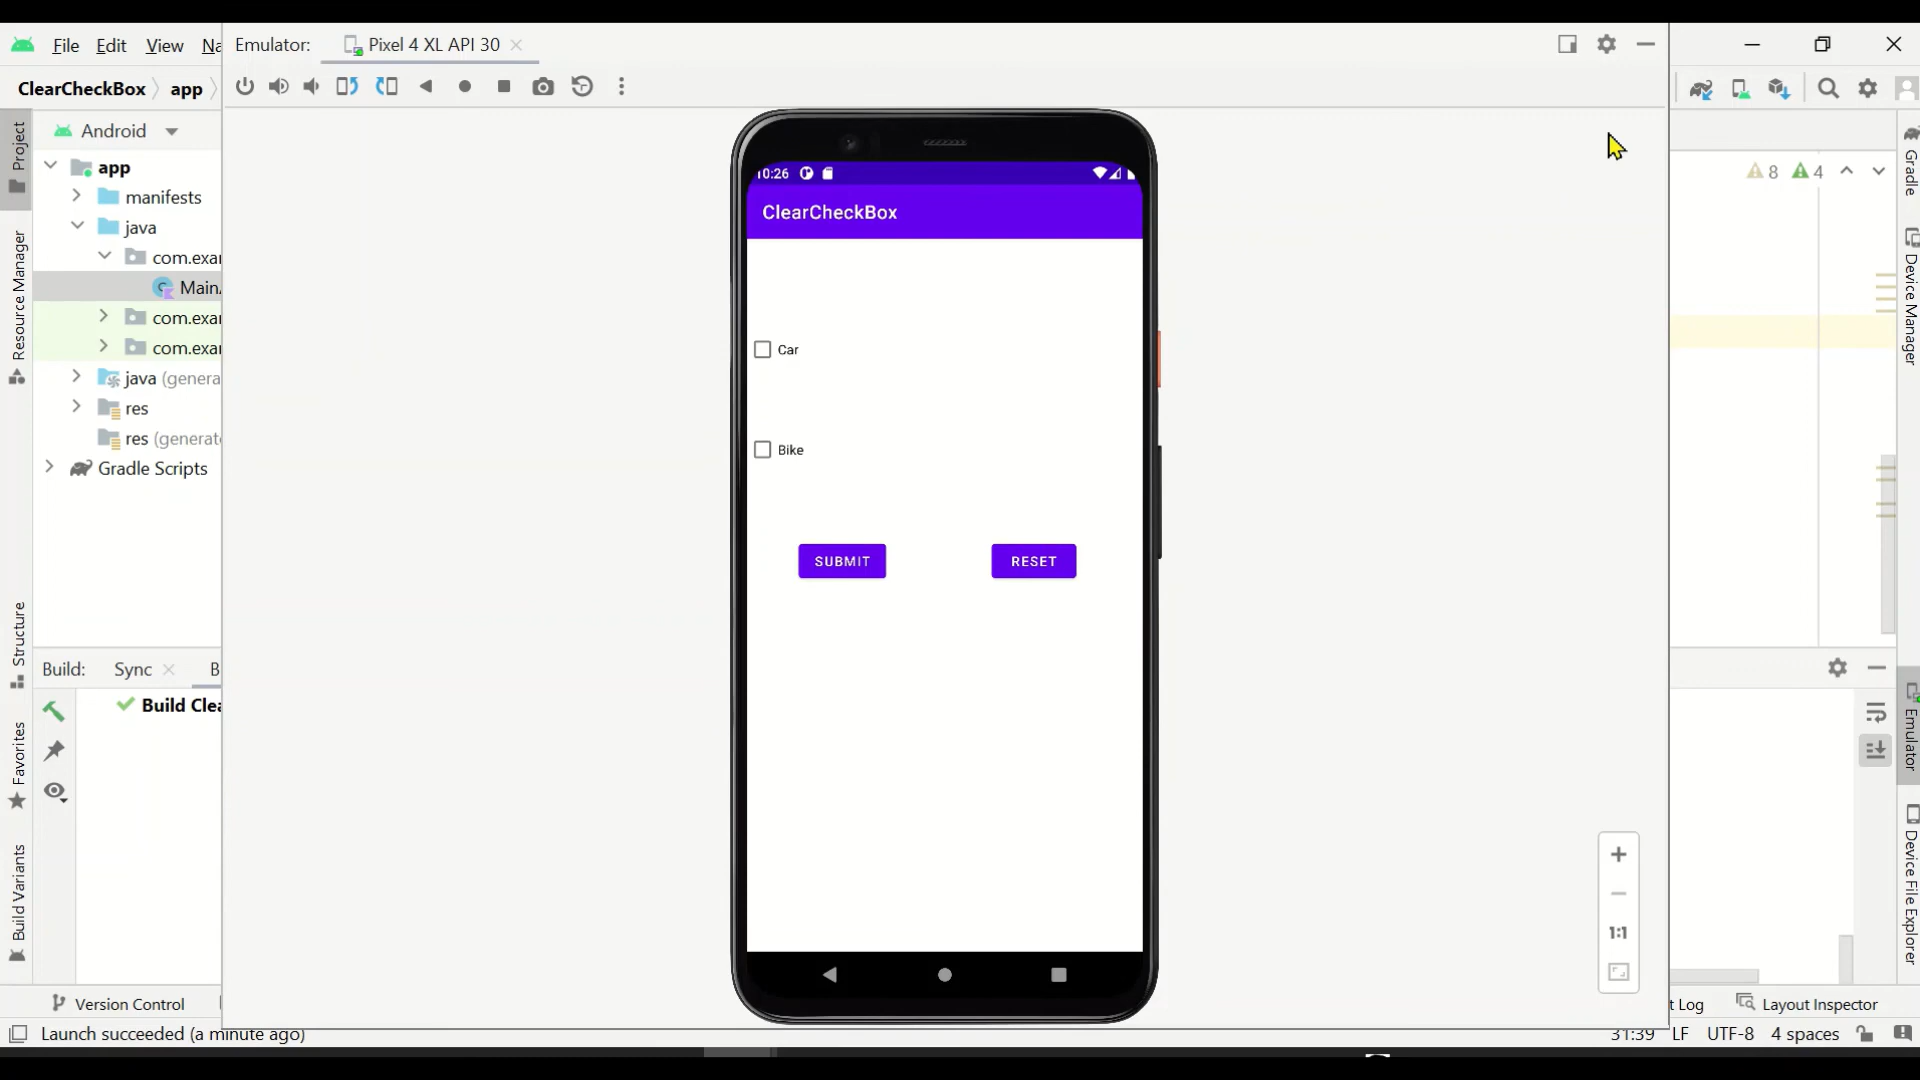 File Edit View Na
Emulator: Pixel 4 XL API 30
ClearCheckBox app
Project
Android
app
manifests
java
com.exa
Main
com.exa
com.exa
java (genera
res
res (generat
Gradle Scripts
Resource Manager
Structure
Favorites
Build Variants
Build: Sync B
Build Clea
10:26
ClearCheckBox
Car
Bike
SUBMIT RESET
1:1
8 4
Gradle
Device Manager
Emulator
Device File Explorer
Version Control
t Log Layout Inspector
Launch succeeded (a minute ago)
31:39 LF UTF-8 4 spaces